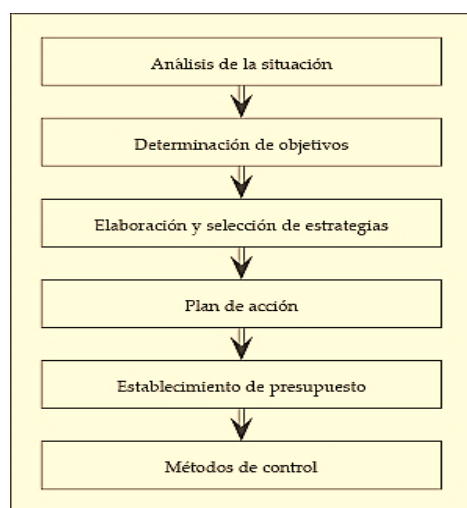 Análisis de la situación
Determinación de objetivos
Elaboración y selección de estrategias
Plan de acción
Establecimiento de presupuesto
Métodos de control